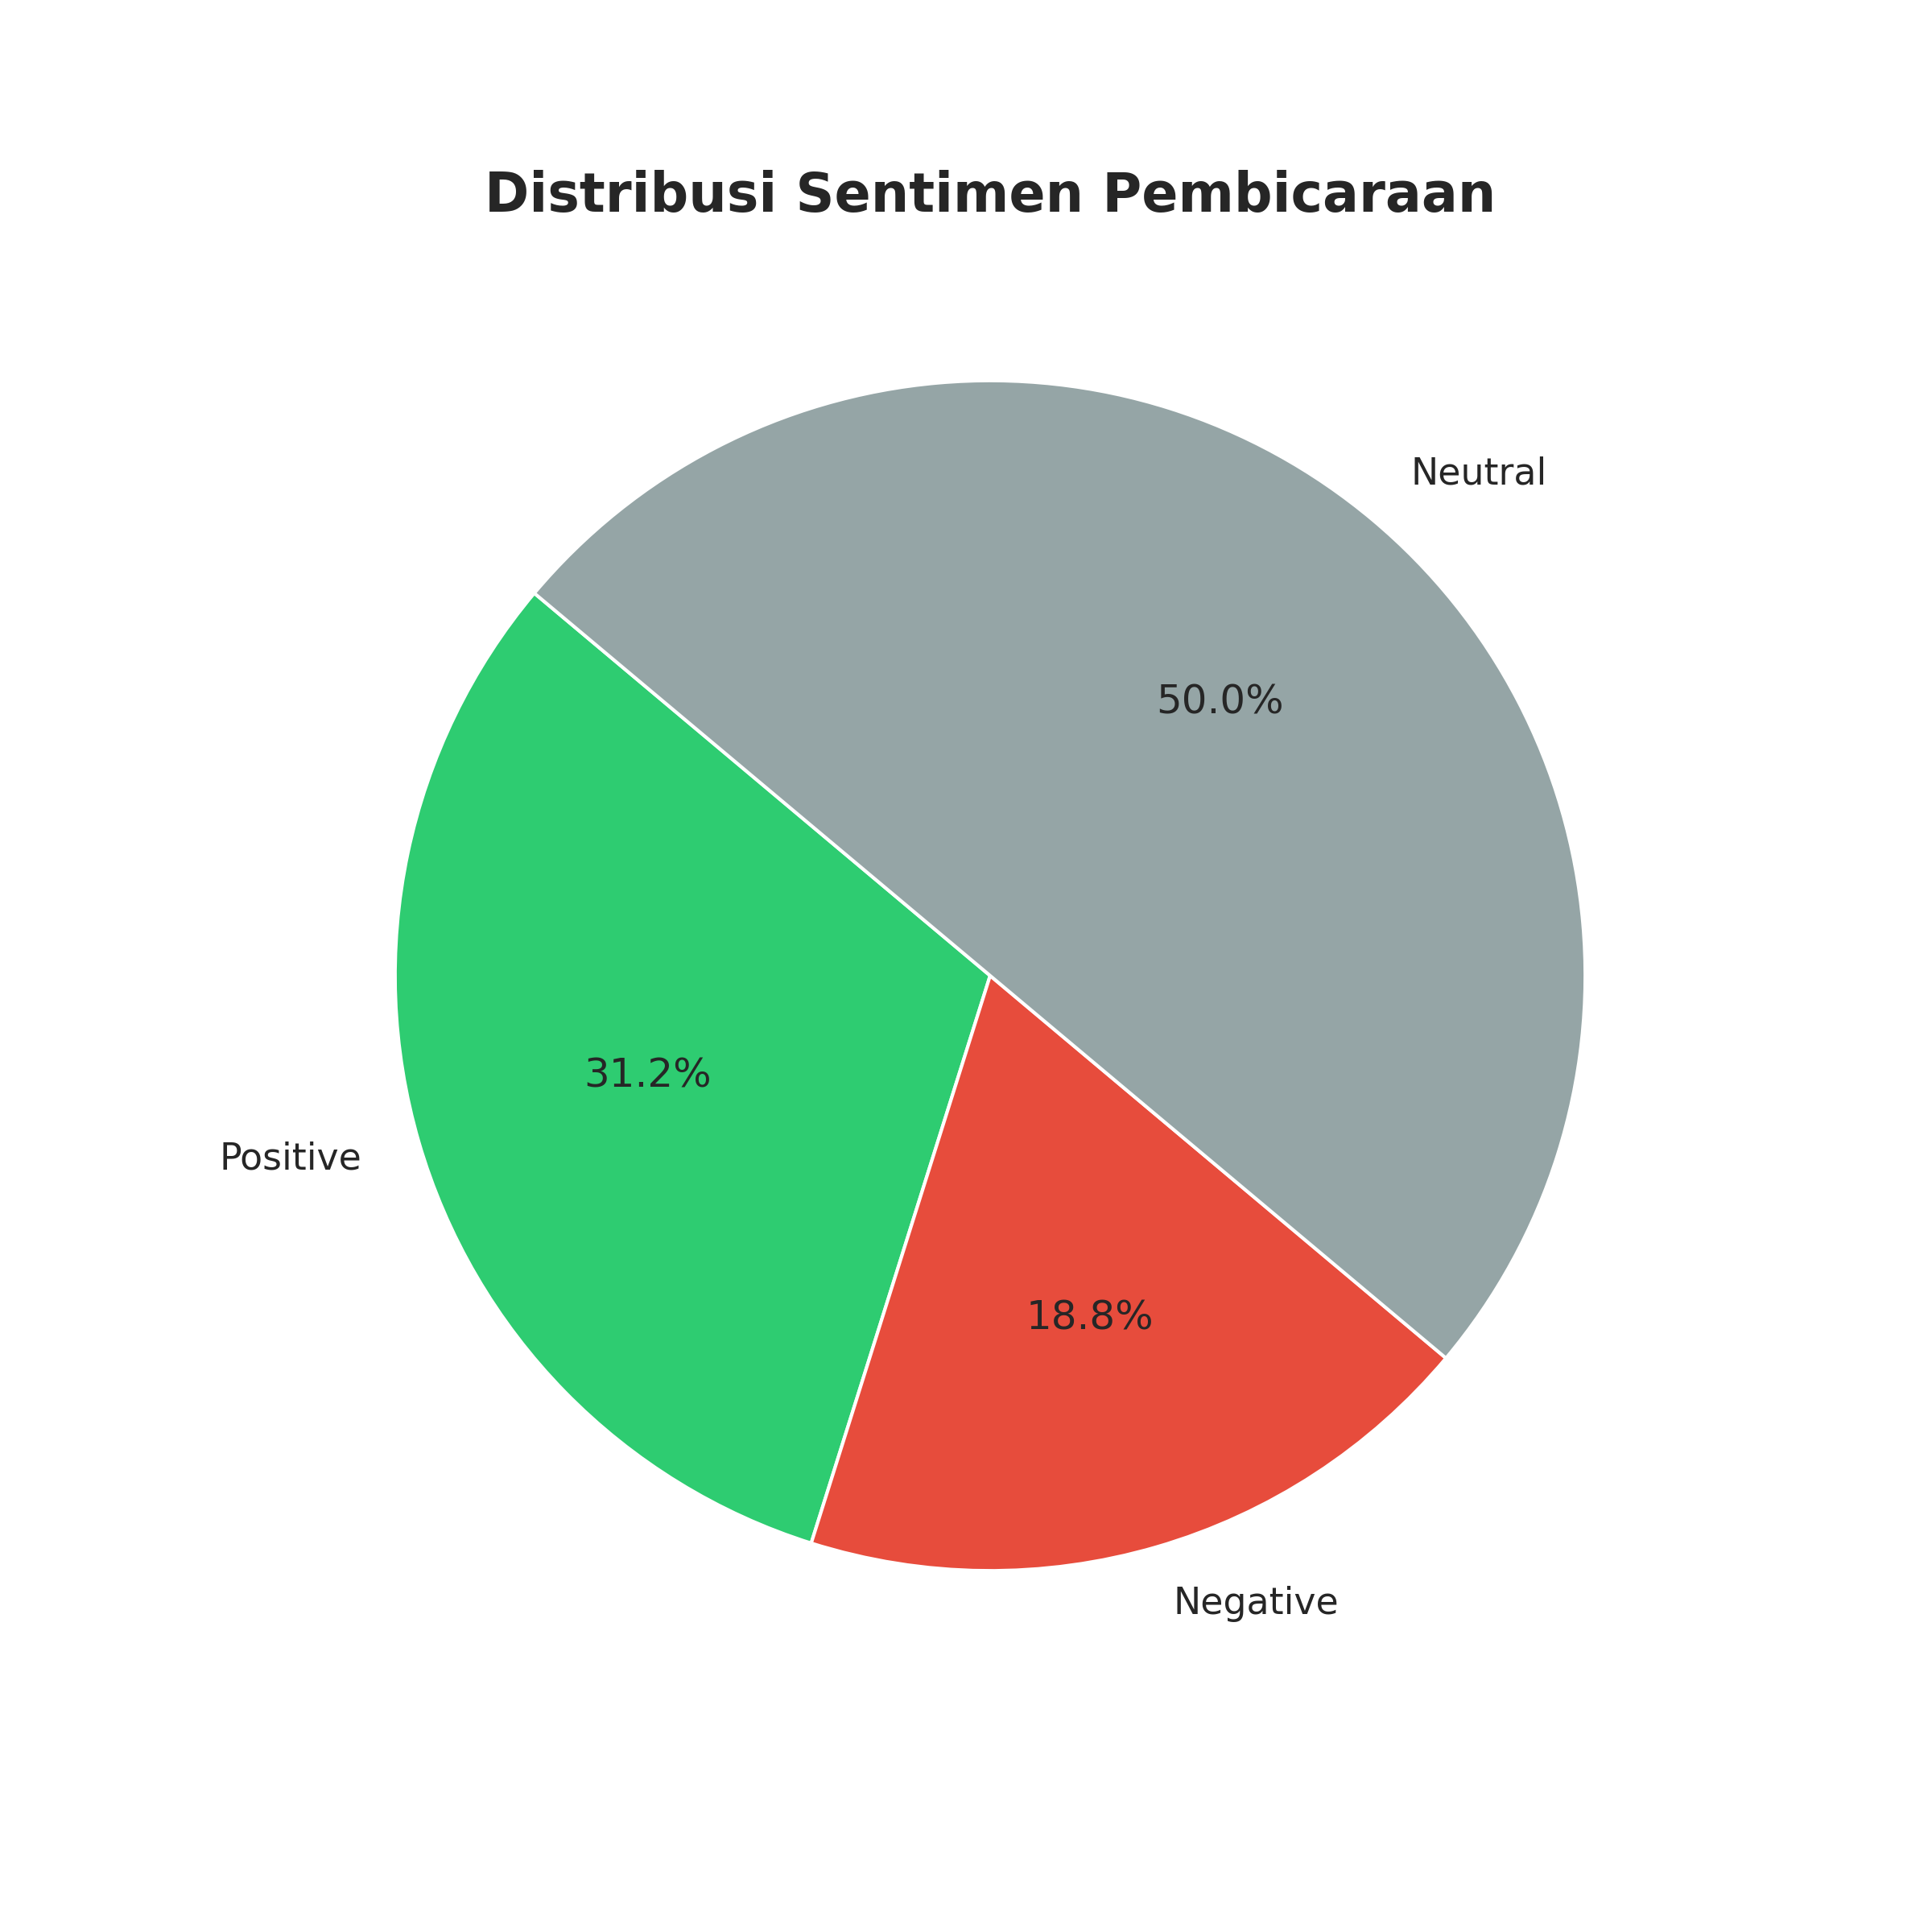 Distribusi Sentimen Pembicaraan
Neutral
50.0%
31.2%
Positive
18.8%
Negative